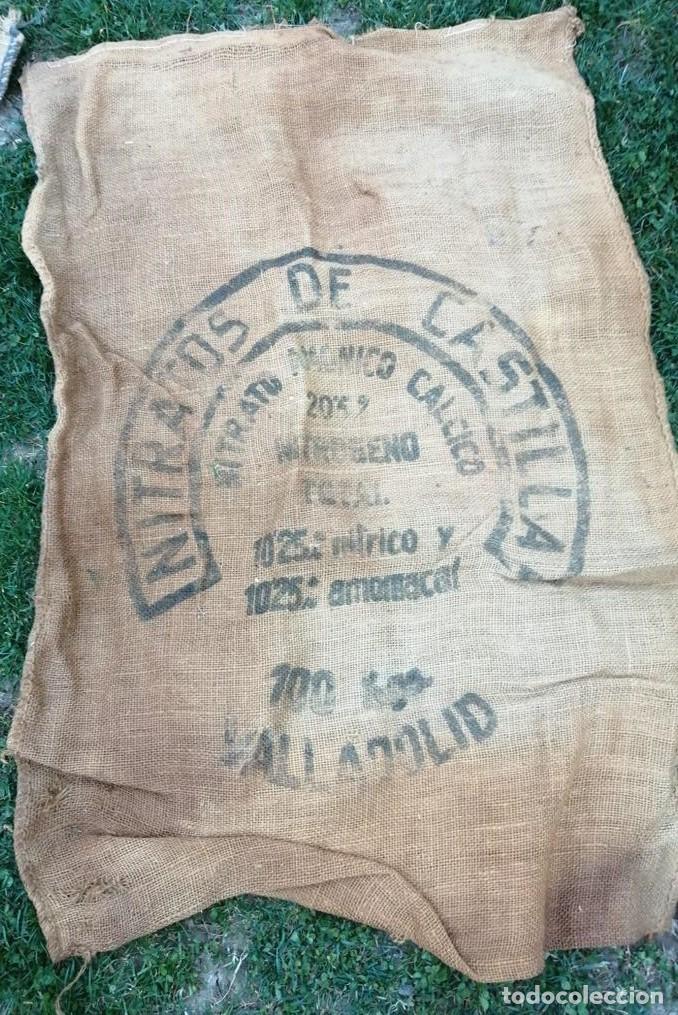 NITRATOS DE CASTILLA
NITRATO AMONICO CALCICO
20'5%
NITROGENO
TOTAL
10'25% nítrico y
10'25% amoniacal
100 Kgs.
VALLADOLID
todocoleccion